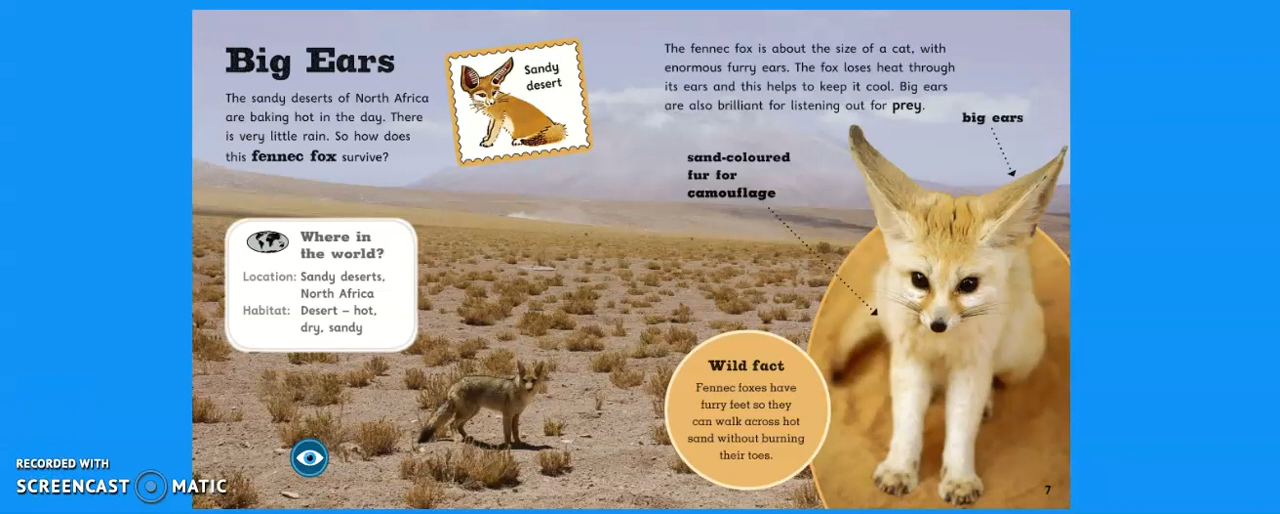 Big Ears
The sandy deserts of North Africa
are baking hot in the day. There
is very little rain. So how does
this fennec fox survive?
Sandy
desert
Where in
the world?
Location: Sandy deserts,
North Africa
Habitat: Desert – hot,
dry, sandy
The fennec fox is about the size of a cat, with
enormous furry ears. The fox loses heat through
its ears and this helps to keep it cool. Big ears
are also brilliant for listening out for prey.
big ears
sand-coloured
fur for
camouflage
Wild fact
Fennec foxes have
furry feet so they
can walk across hot
sand without burning
their toes.
7
RECORDED WITH
SCREENCAST MATIC